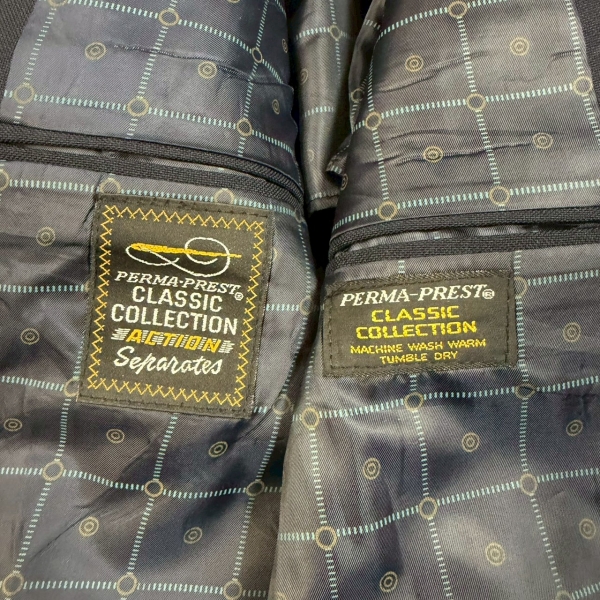 PERMA-PREST®
CLASSIC
COLLECTION
ACTION
Separates
PERMA-PREST®
CLASSIC
COLLECTION
MACHINE WASH WARM
TUMBLE DRY